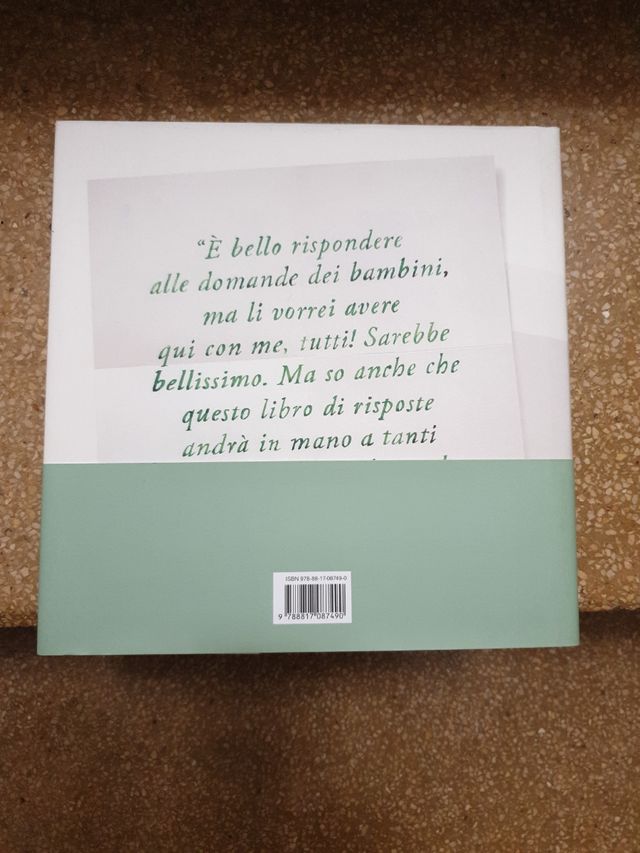 “È bello rispondere
alle domande dei bambini,
ma li vorrei avere
qui con me, tutti! Sarebbe
bellissimo. Ma so anche che
questo libro di risposte
andrà in mano a tanti
ISBN 978-88-17-08749-0
9 788817 087490